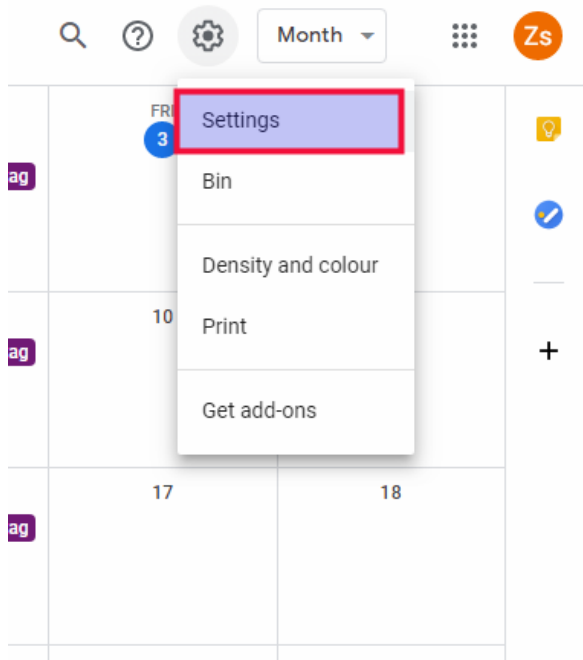 Month
Zs
FRI
3
Settings
ag
Bin
Density and colour
10
Print
ag
Get add-ons
17
18
ag